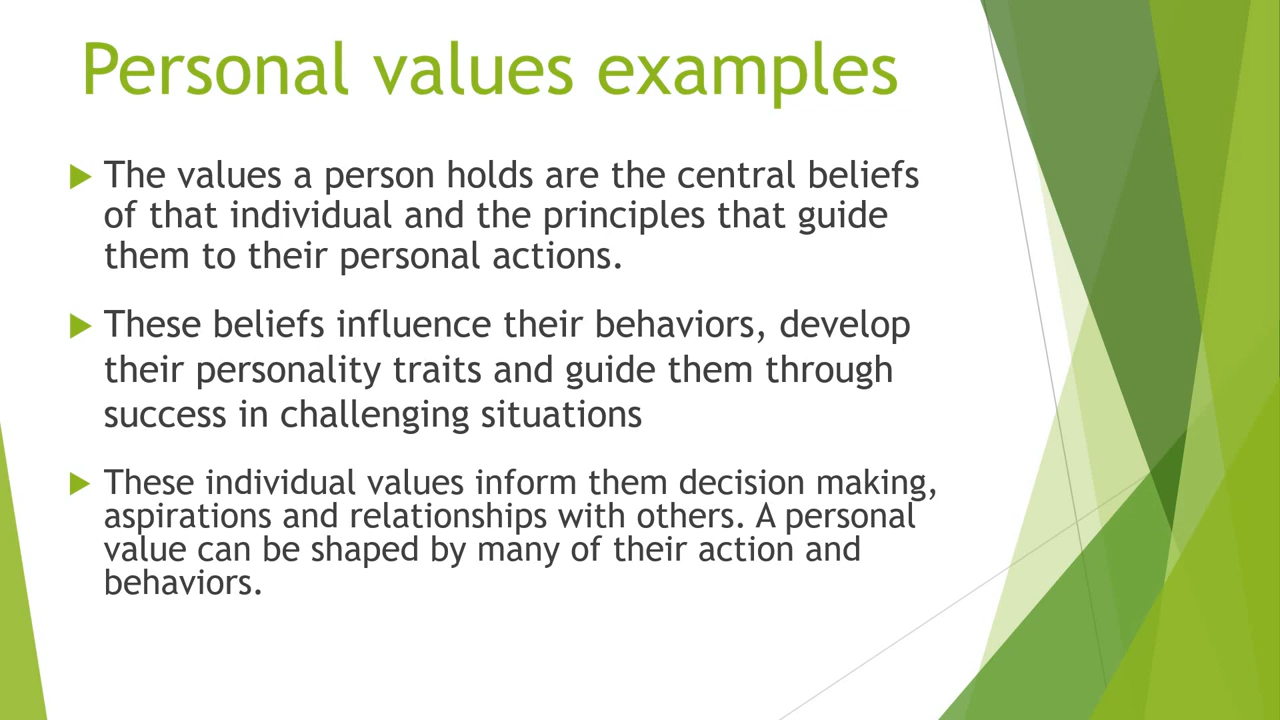 Personal values examples
The values a person holds are the central beliefs
of that individual and the principles that guide
them to their personal actions.
These beliefs influence their behaviors, develop
their personality traits and guide them through
success in challenging situations
These individual values inform them decision making,
aspirations and relationships with others. A personal
value can be shaped by many of their action and
behaviors.